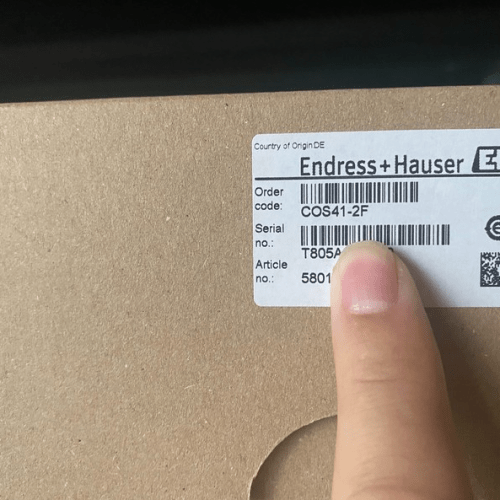 Country of Origin:DE
Endress+Hauser
Order
code:
COS41-2F
Serial
no.:
T805A
Article
no.:
5801